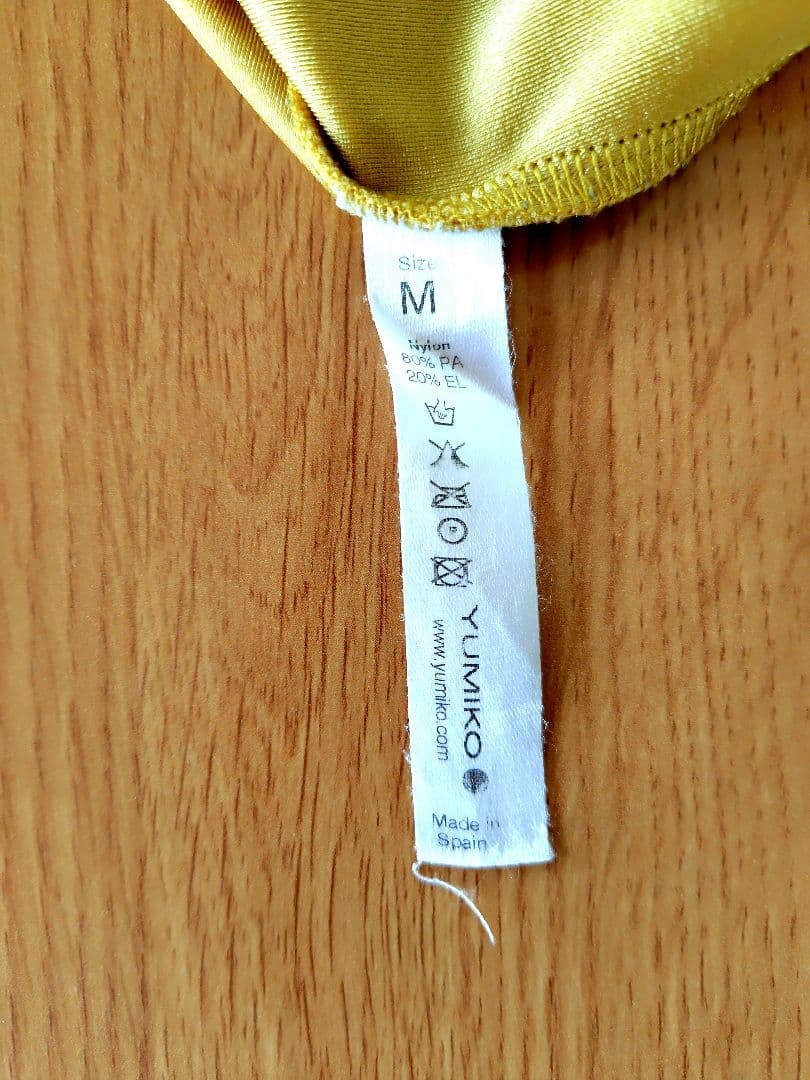 Size
M
Nylon
80% PA
20% EL
YUMIKO
www.yumiko.com
Made in
Spain